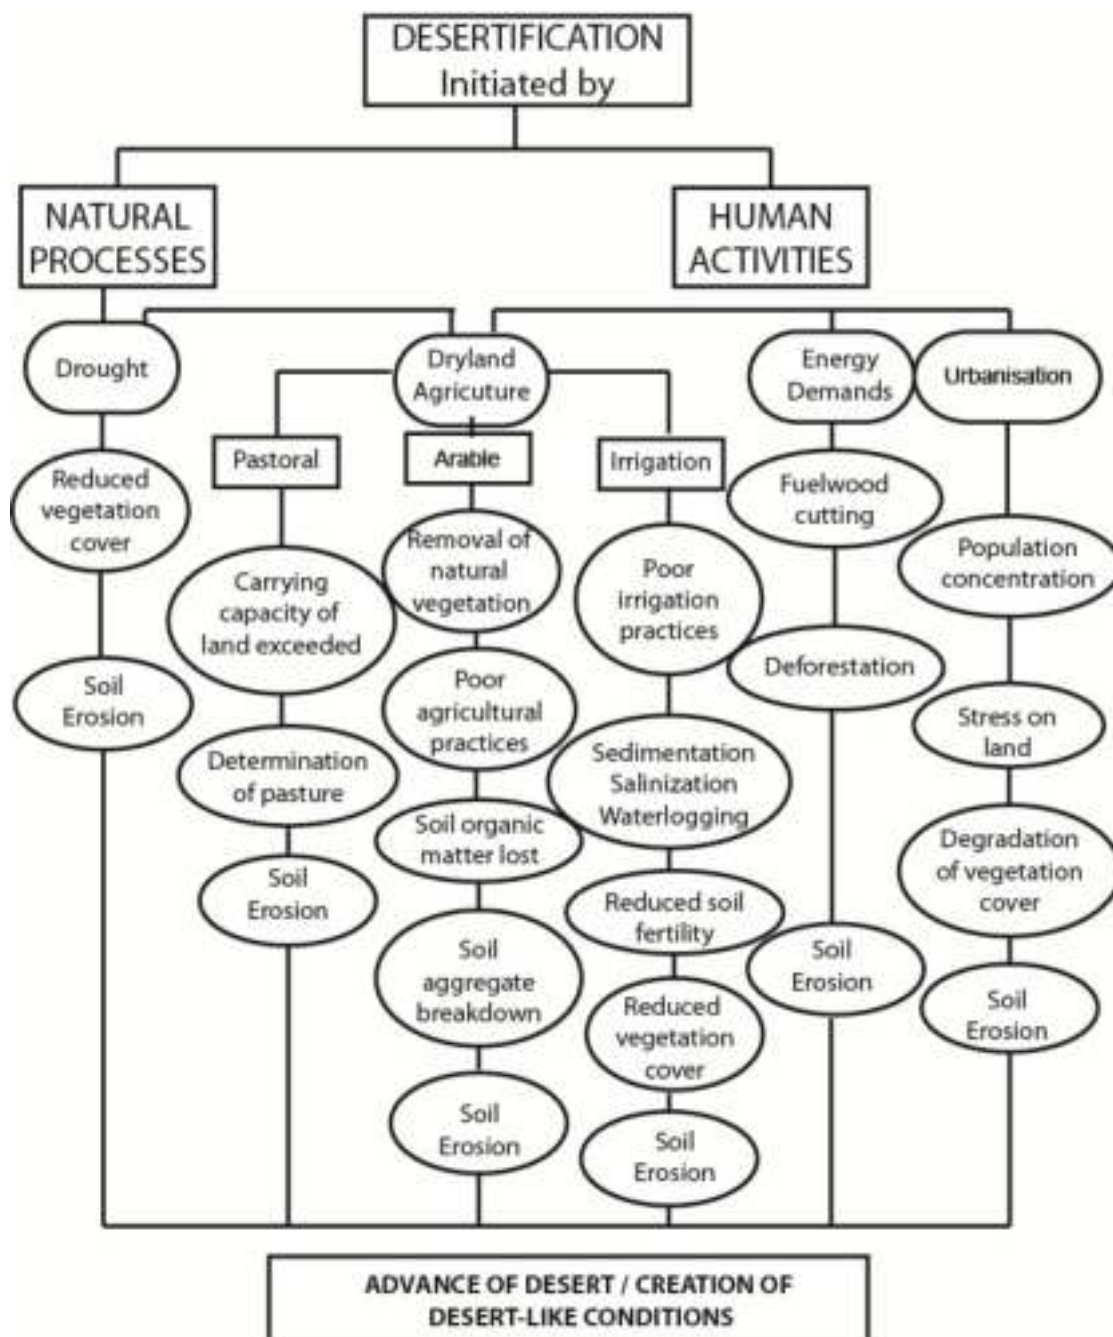 DESERTIFICATION
Initiated by
NATURAL
PROCESSES
HUMAN
ACTIVITIES
Drought
Dryland
Agricuture
Energy
Demands
Urbanisation
Pastoral
Arable
Irrigation
Reduced
vegetation
cover
Soil
Erosion
Carrying
capacity of
land exceeded
Determination
of pasture
Soil
Erosion
Removal of
natural
vegetation
Poor
agricultural
practices
Soil organic
matter lost
Soil
aggregate
breakdown
Soil
Erosion
Poor
irrigation
practices
Sedimentation
Salinization
Waterlogging
Reduced soil
fertility
Reduced
vegetation
cover
Soil
Erosion
Fuelwood
cutting
Deforestation
Soil
Erosion
Population
concentration
Stress on
land
Degradation
of vegetation
cover
Soil
Erosion
ADVANCE OF DESERT / CREATION OF
DESERT-LIKE CONDITIONS